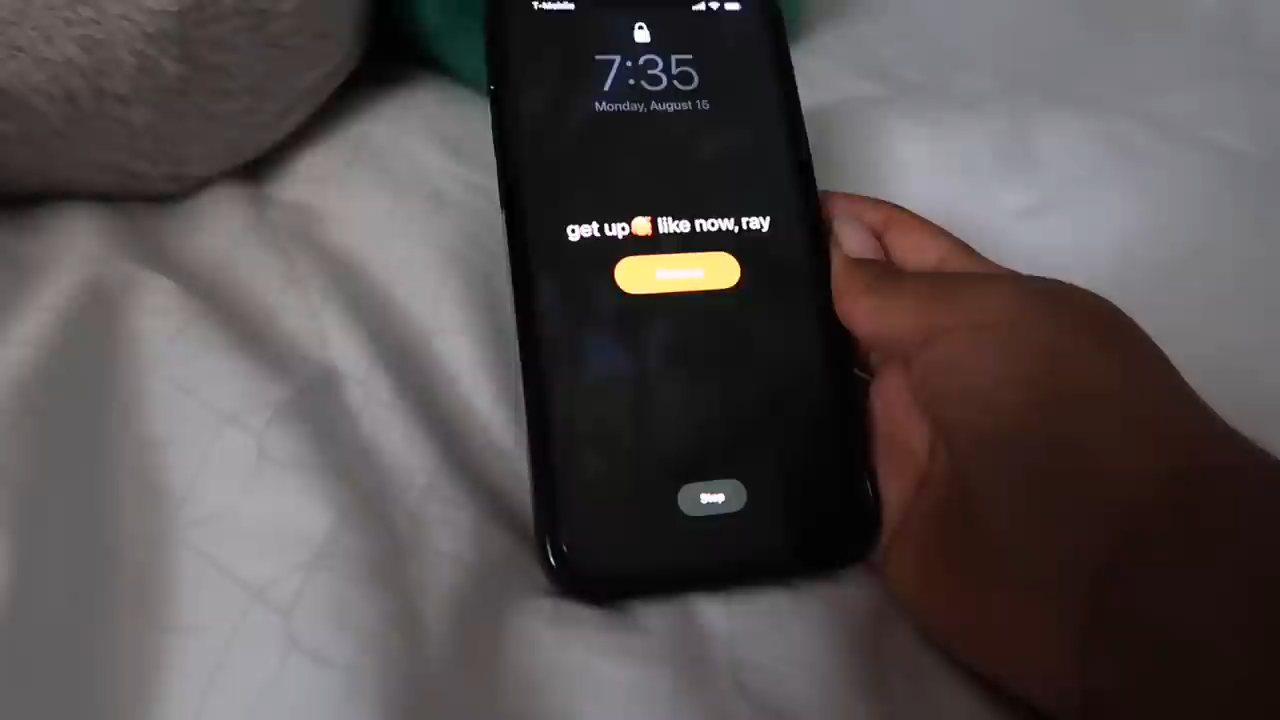 T-Mobile
7:35
Monday, August 15
get up like now, ray
Stop